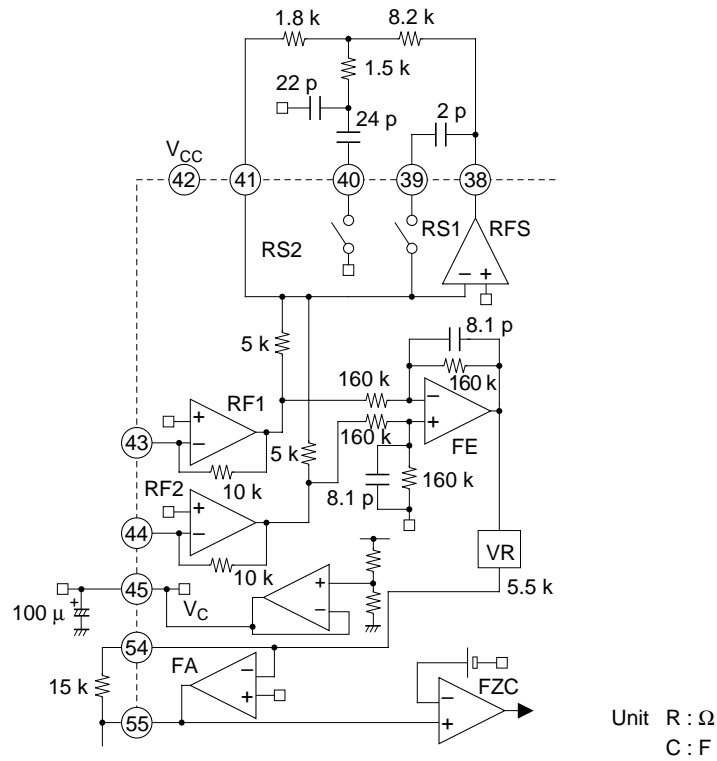 1.8 k
8.2 k
1.5 k
22 p
24 p
2 p
VCC
42
41
40
39
38
RS2
RS1
RFS
− +
5 k
8.1 p
160 k
160 k
−
+
FE
160 k
RF1
+
−
43
10 k
5 k
8.1 p
160 k
RF2
+
−
44
10 k
VR
5.5 k
45
VC
+
−
+
100 µ
54
FA
−
+
FZC
−
+
15 k
55
Unit R : Ω
C : F